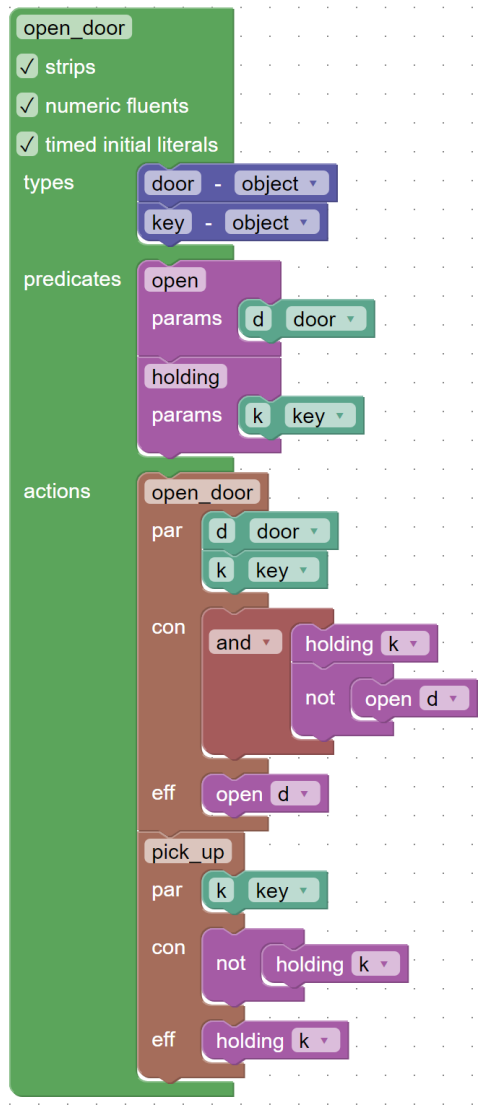 open_door
strips
numeric fluents
timed initial literals
types door - object
key - object
predicates open
params d door
holding
params k key
actions open_door
par d door
k key
con and holding k
not open d
eff open d
pick_up
par k key
con not holding k
eff holding k